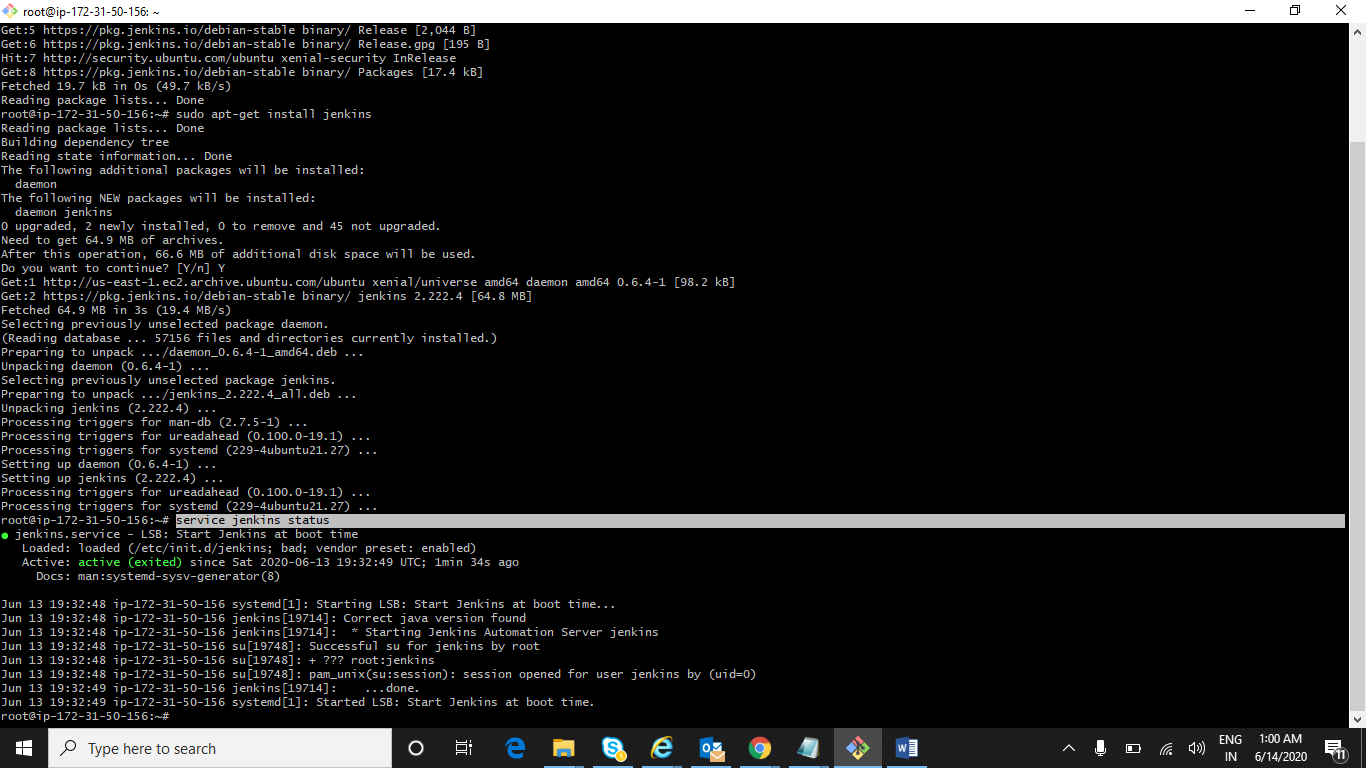 root@ip-172-31-50-156: ~
Get:5 https://pkg.jenkins.io/debian-stable binary/ Release [2,044 B]
Get:6 https://pkg.jenkins.io/debian-stable binary/ Release.gpg [195 B]
Hit:7 http://security.ubuntu.com/ubuntu xenial-security InRelease
Get:8 https://pkg.jenkins.io/debian-stable binary/ Packages [17.4 kB]
Fetched 19.7 kB in 0s (49.7 kB/s)
Reading package lists... Done
root@ip-172-31-50-156:~# sudo apt-get install jenkins
Reading package lists... Done
Building dependency tree
Reading state information... Done
The following additional packages will be installed:
  daemon
The following NEW packages will be installed:
  daemon jenkins
0 upgraded, 2 newly installed, 0 to remove and 45 not upgraded.
Need to get 64.9 MB of archives.
After this operation, 66.6 MB of additional disk space will be used.
Do you want to continue? [Y/n] Y
Get:1 http://us-east-1.ec2.archive.ubuntu.com/ubuntu xenial/universe amd64 daemon amd64 0.6.4-1 [98.2 kB]
Get:2 https://pkg.jenkins.io/debian-stable binary/ jenkins 2.222.4 [64.8 MB]
Fetched 64.9 MB in 3s (19.4 MB/s)
Selecting previously unselected package daemon.
(Reading database ... 57156 files and directories currently installed.)
Preparing to unpack .../daemon_0.6.4-1_amd64.deb ...
Unpacking daemon (0.6.4-1) ...
Selecting previously unselected package jenkins.
Preparing to unpack .../jenkins_2.222.4_all.deb ...
Unpacking jenkins (2.222.4) ...
Processing triggers for man-db (2.7.5-1) ...
Processing triggers for ureadahead (0.100.0-19.1) ...
Processing triggers for systemd (229-4ubuntu21.27) ...
Setting up daemon (0.6.4-1) ...
Setting up jenkins (2.222.4) ...
Processing triggers for ureadahead (0.100.0-19.1) ...
Processing triggers for systemd (229-4ubuntu21.27) ...
root@ip-172-31-50-156:~# service jenkins status
● jenkins.service - LSB: Start Jenkins at boot time
   Loaded: loaded (/etc/init.d/jenkins; bad; vendor preset: enabled)
   Active: active (exited) since Sat 2020-06-13 19:32:49 UTC; 1min 34s ago
     Docs: man:systemd-sysv-generator(8)

Jun 13 19:32:48 ip-172-31-50-156 systemd[1]: Starting LSB: Start Jenkins at boot time...
Jun 13 19:32:48 ip-172-31-50-156 jenkins[19714]: Correct java version found
Jun 13 19:32:48 ip-172-31-50-156 jenkins[19714]:  * Starting Jenkins Automation Server jenkins
Jun 13 19:32:48 ip-172-31-50-156 su[19748]: Successful su for jenkins by root
Jun 13 19:32:48 ip-172-31-50-156 su[19748]: + ??? root:jenkins
Jun 13 19:32:48 ip-172-31-50-156 su[19748]: pam_unix(su:session): session opened for user jenkins by (uid=0)
Jun 13 19:32:49 ip-172-31-50-156 jenkins[19714]:    ...done.
Jun 13 19:32:49 ip-172-31-50-156 systemd[1]: Started LSB: Start Jenkins at boot time.
root@ip-172-31-50-156:~#
Type here to search
ENG
IN
1:00 AM
6/14/2020
11